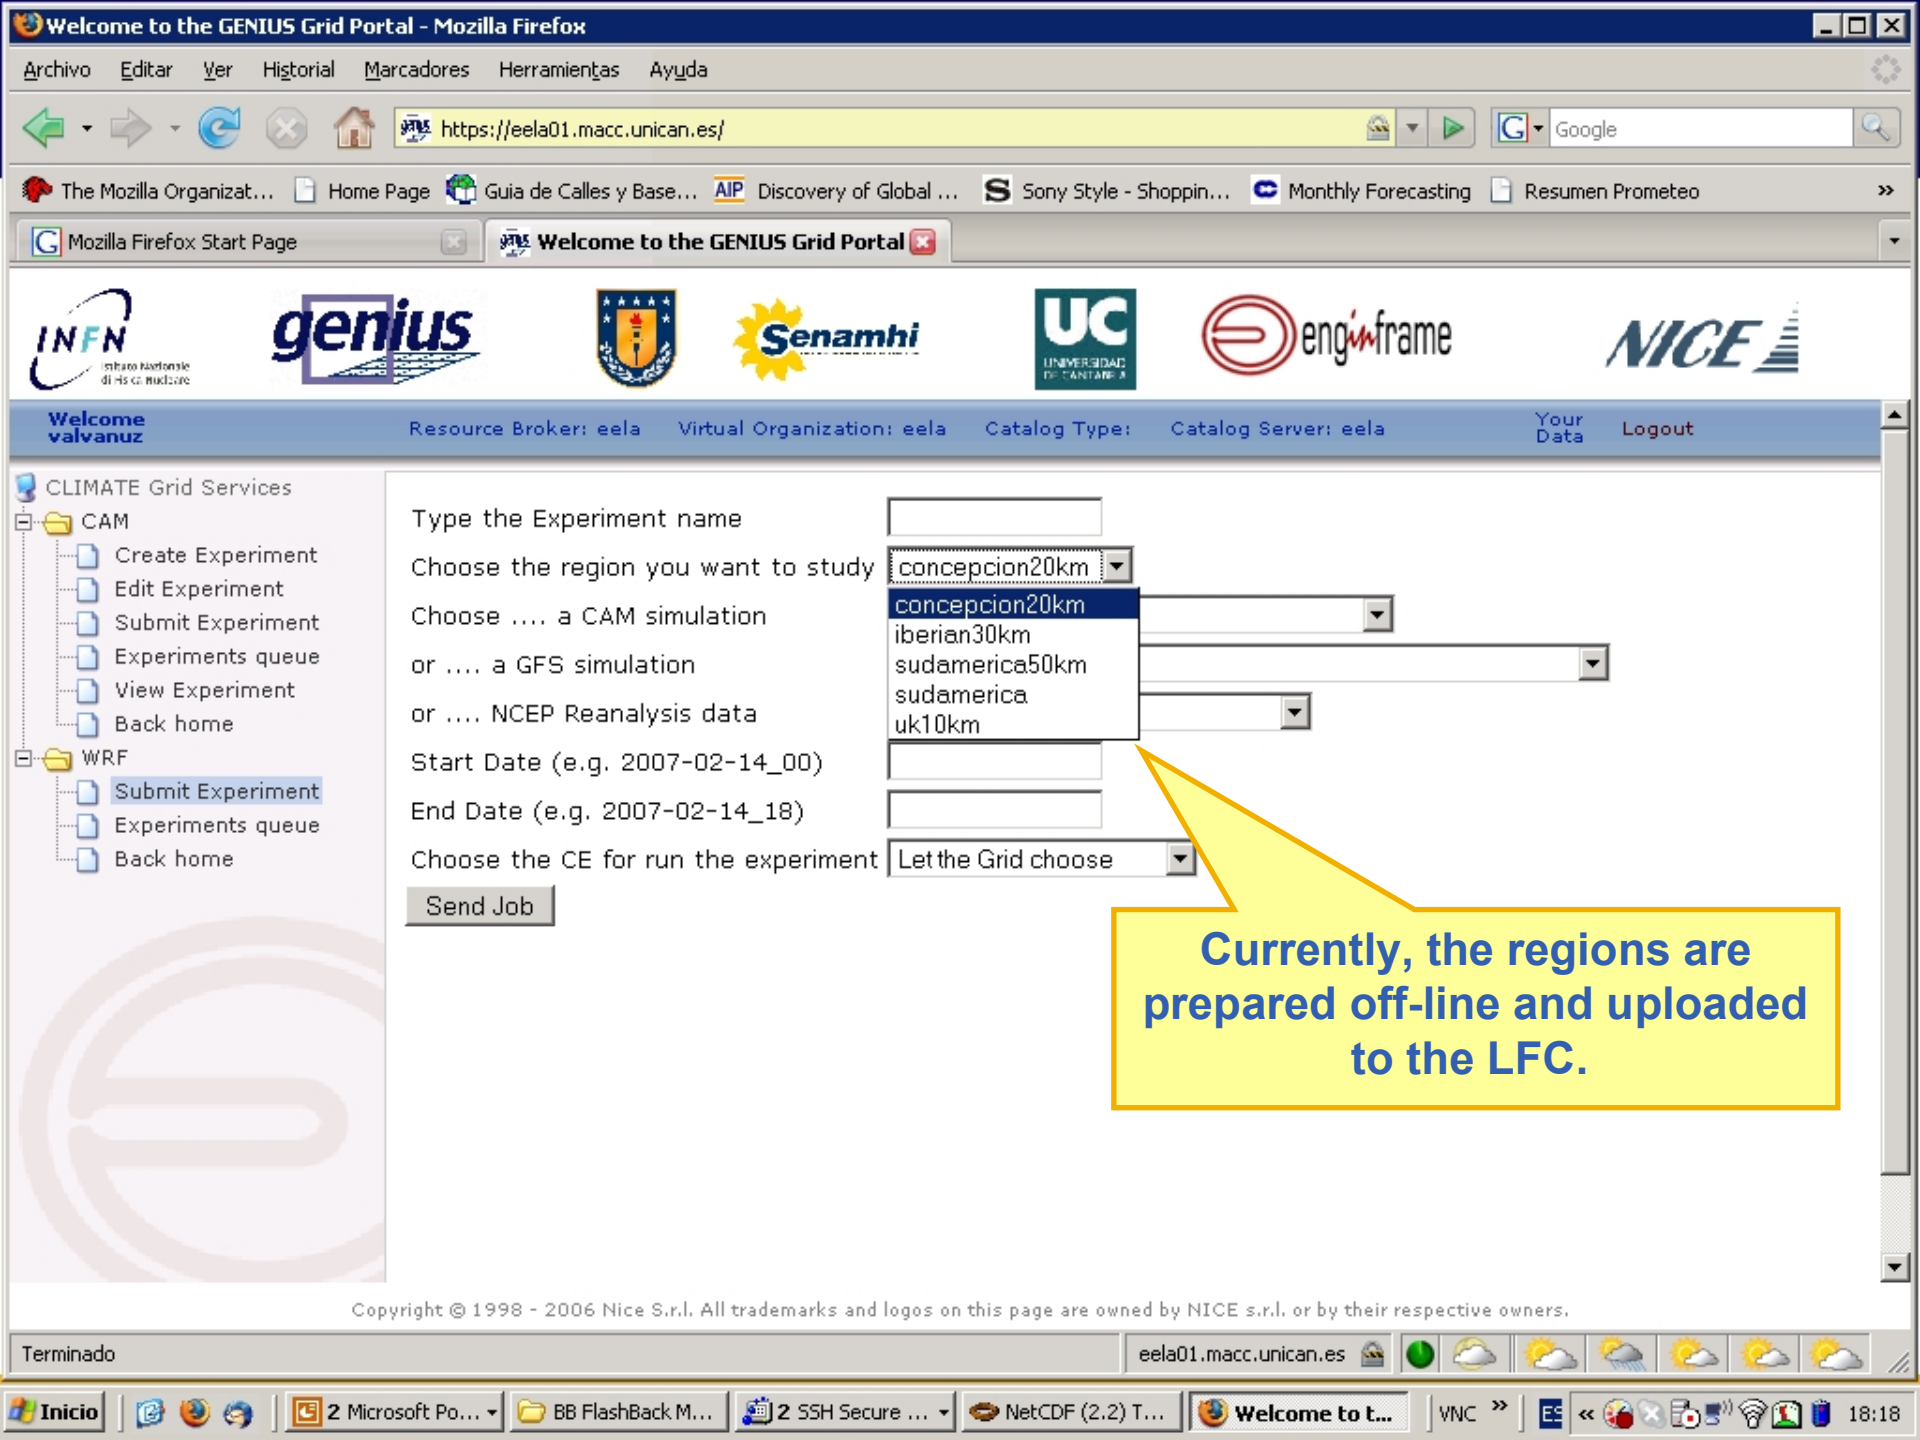 Welcome to the GENIUS Grid Portal - Mozilla Firefox
Archivo Editar Ver Historial Marcadores Herramientas Ayuda
https://eela01.macc.unican.es/
G Google
The Mozilla Organizat... Home Page Guia de Calles y Base... AIP Discovery of Global ... S Sony Style - Shoppin... Monthly Forecasting Resumen Prometeo »
G Mozilla Firefox Start Page Welcome to the GENIUS Grid Portal
INFN
Istituto Nazionale
di Fisica Nucleare
genius
Senamhi
UC
UNIVERSIDAD
DE CANTABRIA
enginframe
NICE
Welcome
valvanuz
Resource Broker: eela Virtual Organization: eela Catalog Type: Catalog Server: eela
Your
Data
Logout
CLIMATE Grid Services
CAM
Create Experiment
Edit Experiment
Submit Experiment
Experiments queue
View Experiment
Back home
WRF
Submit Experiment
Experiments queue
Back home
Type the Experiment name
Choose the region you want to study concepcion20km
concepcion20km
iberian30km
sudamerica50km
sudamerica
uk10km
Choose .... a CAM simulation
or .... a GFS simulation
or .... NCEP Reanalysis data
Start Date (e.g. 2007-02-14_00)
End Date (e.g. 2007-02-14_18)
Choose the CE for run the experiment Let the Grid choose
Send Job
Currently, the regions are
prepared off-line and uploaded
to the LFC.
Copyright © 1998 - 2006 Nice S.r.l. All trademarks and logos on this page are owned by NICE s.r.l. or by their respective owners.
Terminado eela01.macc.unican.es
Inicio 2 Microsoft Po... BB FlashBack M... 2 SSH Secure ... NetCDF (2.2) T... Welcome to t... VNC » ES « 18:18